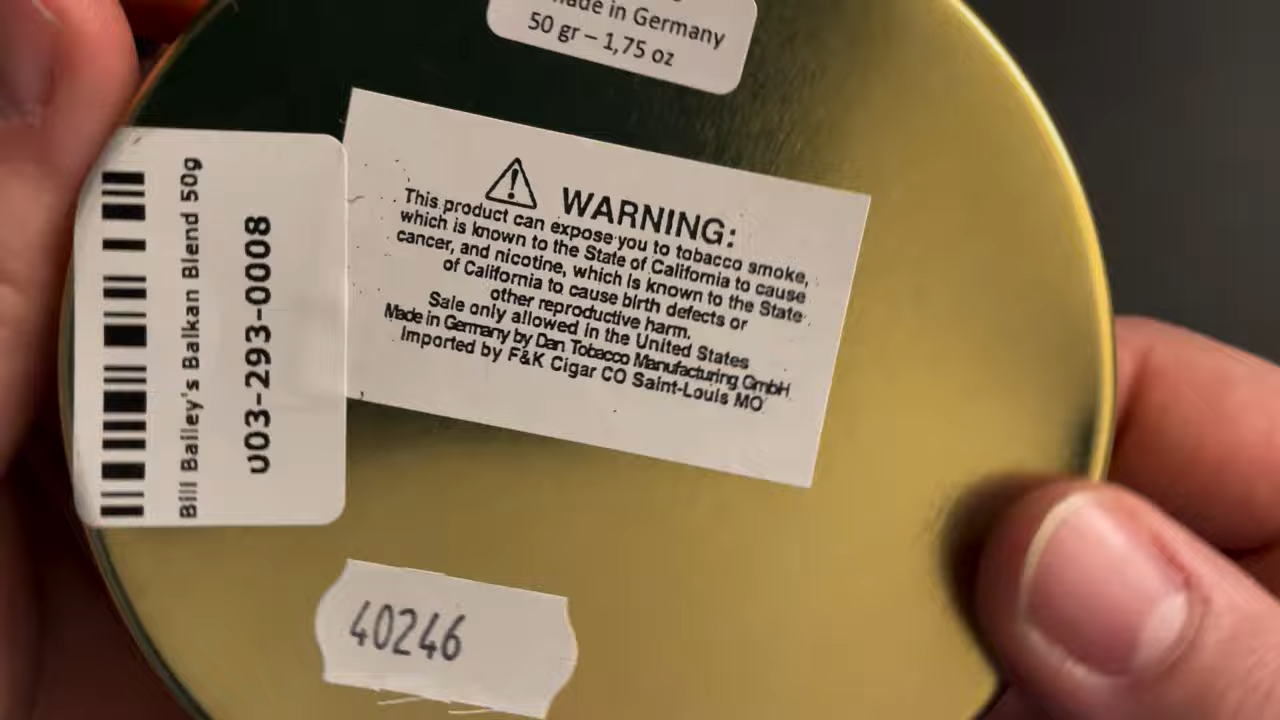 made in Germany
50 gr – 1,75 oz
WARNING:
This product can expose you to tobacco smoke,
which is known to the State of California to cause
cancer, and nicotine, which is known to the State
of California to cause birth defects or
other reproductive harm.
Sale only allowed in the United States
Made in Germany by Dan Tobacco Manufacturing GmbH
Imported by F&K Cigar CO Saint-Louis MO
Bill Bailey's Balkan Blend 50g
003-293-0008
40246